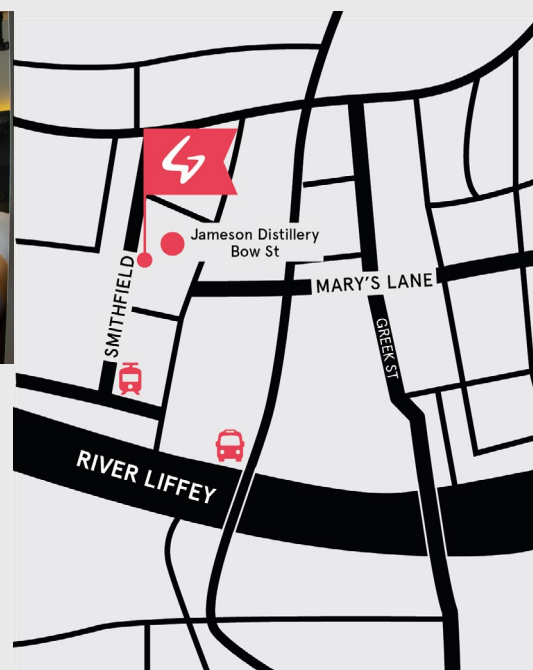 Jameson Distillery
Bow St
SMITHFIELD
MARY'S LANE
GREEK ST
RIVER LIFFEY